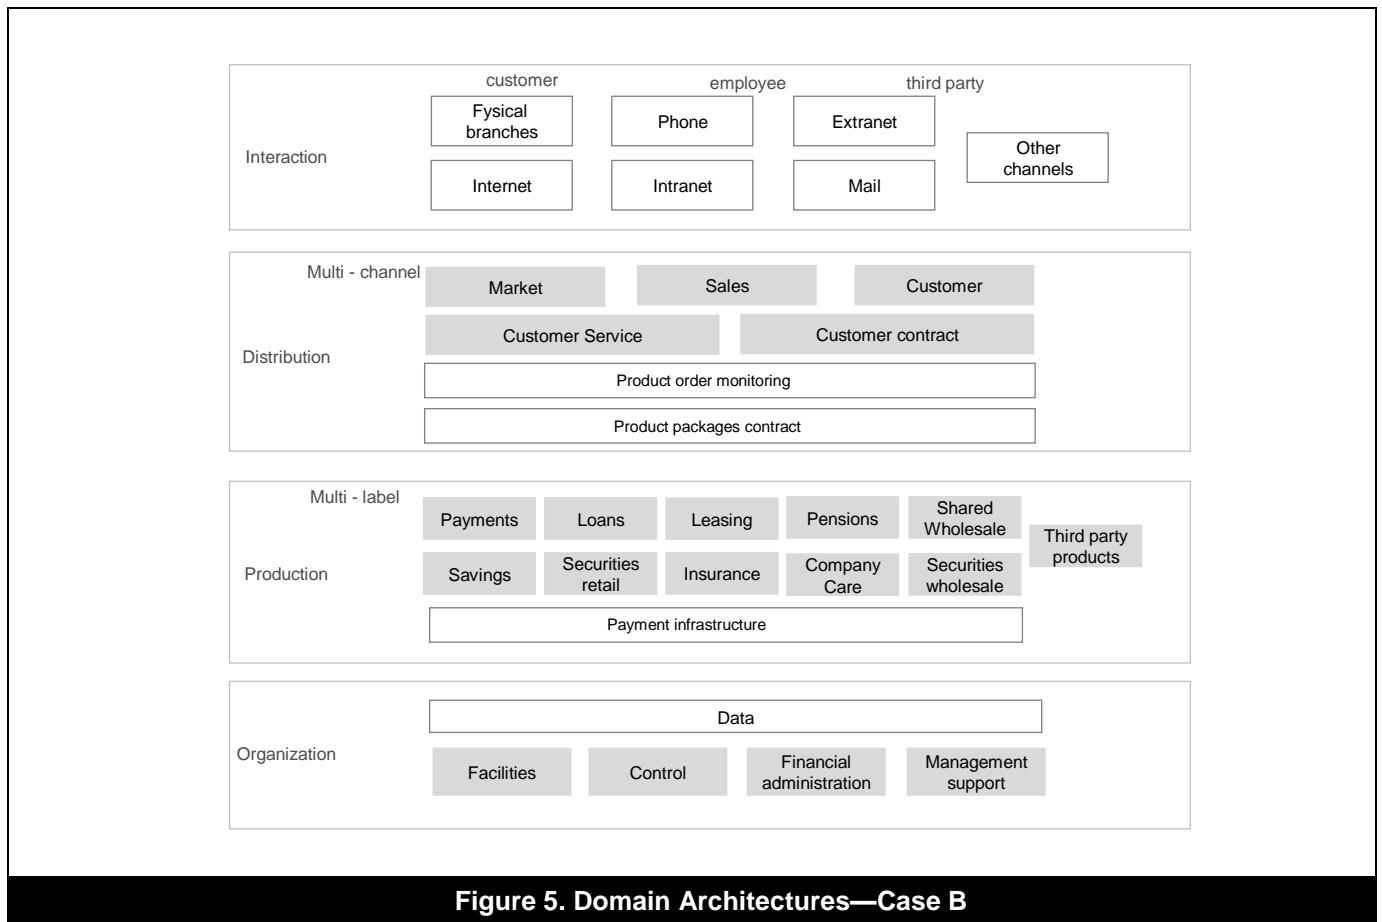 customer
employee
third party
Fysical
branches
Phone
Extranet
Other
channels
Interaction
Internet
Intranet
Mail
Multi - channel
Market
Sales
Customer
Customer Service
Customer contract
Distribution
Product order monitoring
Product packages contract
Multi - label
Payments
Loans
Leasing
Pensions
Shared
Wholesale
Third party
products
Production
Savings
Securities
retail
Insurance
Company
Care
Securities
wholesale
Payment infrastructure
Data
Organization
Facilities
Control
Financial
administration
Management
support
Figure 5. Domain Architectures—Case B